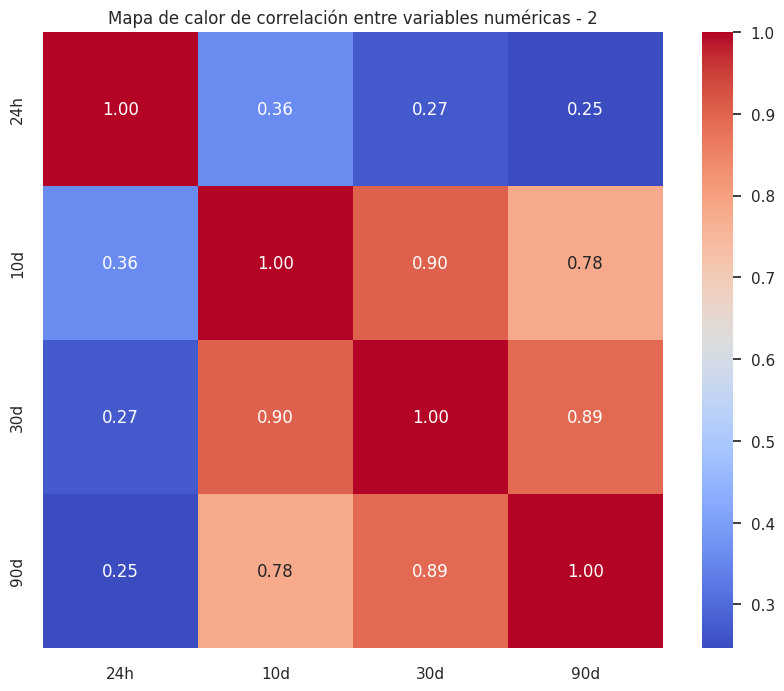 Mapa de calor de correlación entre variables numéricas - 2
24h 1.00 0.36 0.27 0.25
10d 0.36 1.00 0.90 0.78
30d 0.27 0.90 1.00 0.89
90d 0.25 0.78 0.89 1.00
24h 10d 30d 90d
1.0
0.9
0.8
0.7
0.6
0.5
0.4
0.3